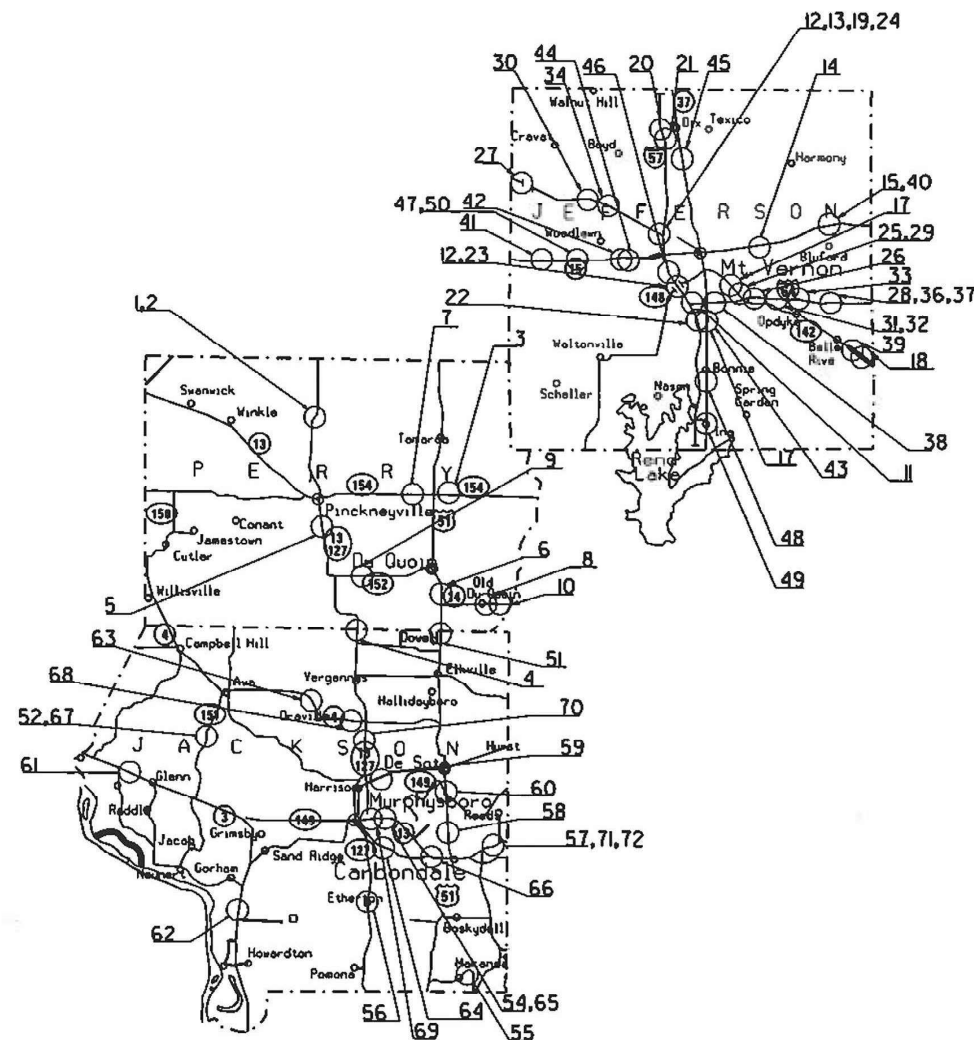 12,13,19,24
44
20
21
45
14
30
34
46
37
Walnut Hill
Dix
Texico
Cravat
Boyd
57
Harmony
27
15,40
47,50
42
J E F F E R S O N
17
41
Woodlawn
Bluford
25,29
15
Mt. Vernon
26
12,23
64
33
148
28,36,37
22
Opdyke
142
31,32
1,2
7
3
Waltonville
Belle
Rive
39
18
Bonnie
Scheller
Nason
Spring
Garden
Swanwick
Winkle
Tamaroa
9
Ina
38
13
Rend
Lake
17
43
11
P E R R Y
154
154
Pinckneyville
150
Conant
51
48
Jamestown
13
127
Cutler
Du Quoin
6
8
49
152
Old
Du Quoin
14
10
5
Willisville
63
4
Campbell Hill
Dowell
51
Elkville
68
Vergennes
4
Ava
Hallidayboro
Oraville
4
70
52,67
151
J A C K S O N
Hurst
59
13
127
De Soto
61
Glenn
149
60
Harrison
Murphysboro
Raddle
3
149
58
Grimsby
13
Jacob
57,71,72
Neunert
Sand Ridge
127
Carbondale
66
Gorham
Etherton
51
62
Boskydell
Howardton
Pomona
Makanda
54,65
56
64
55
69